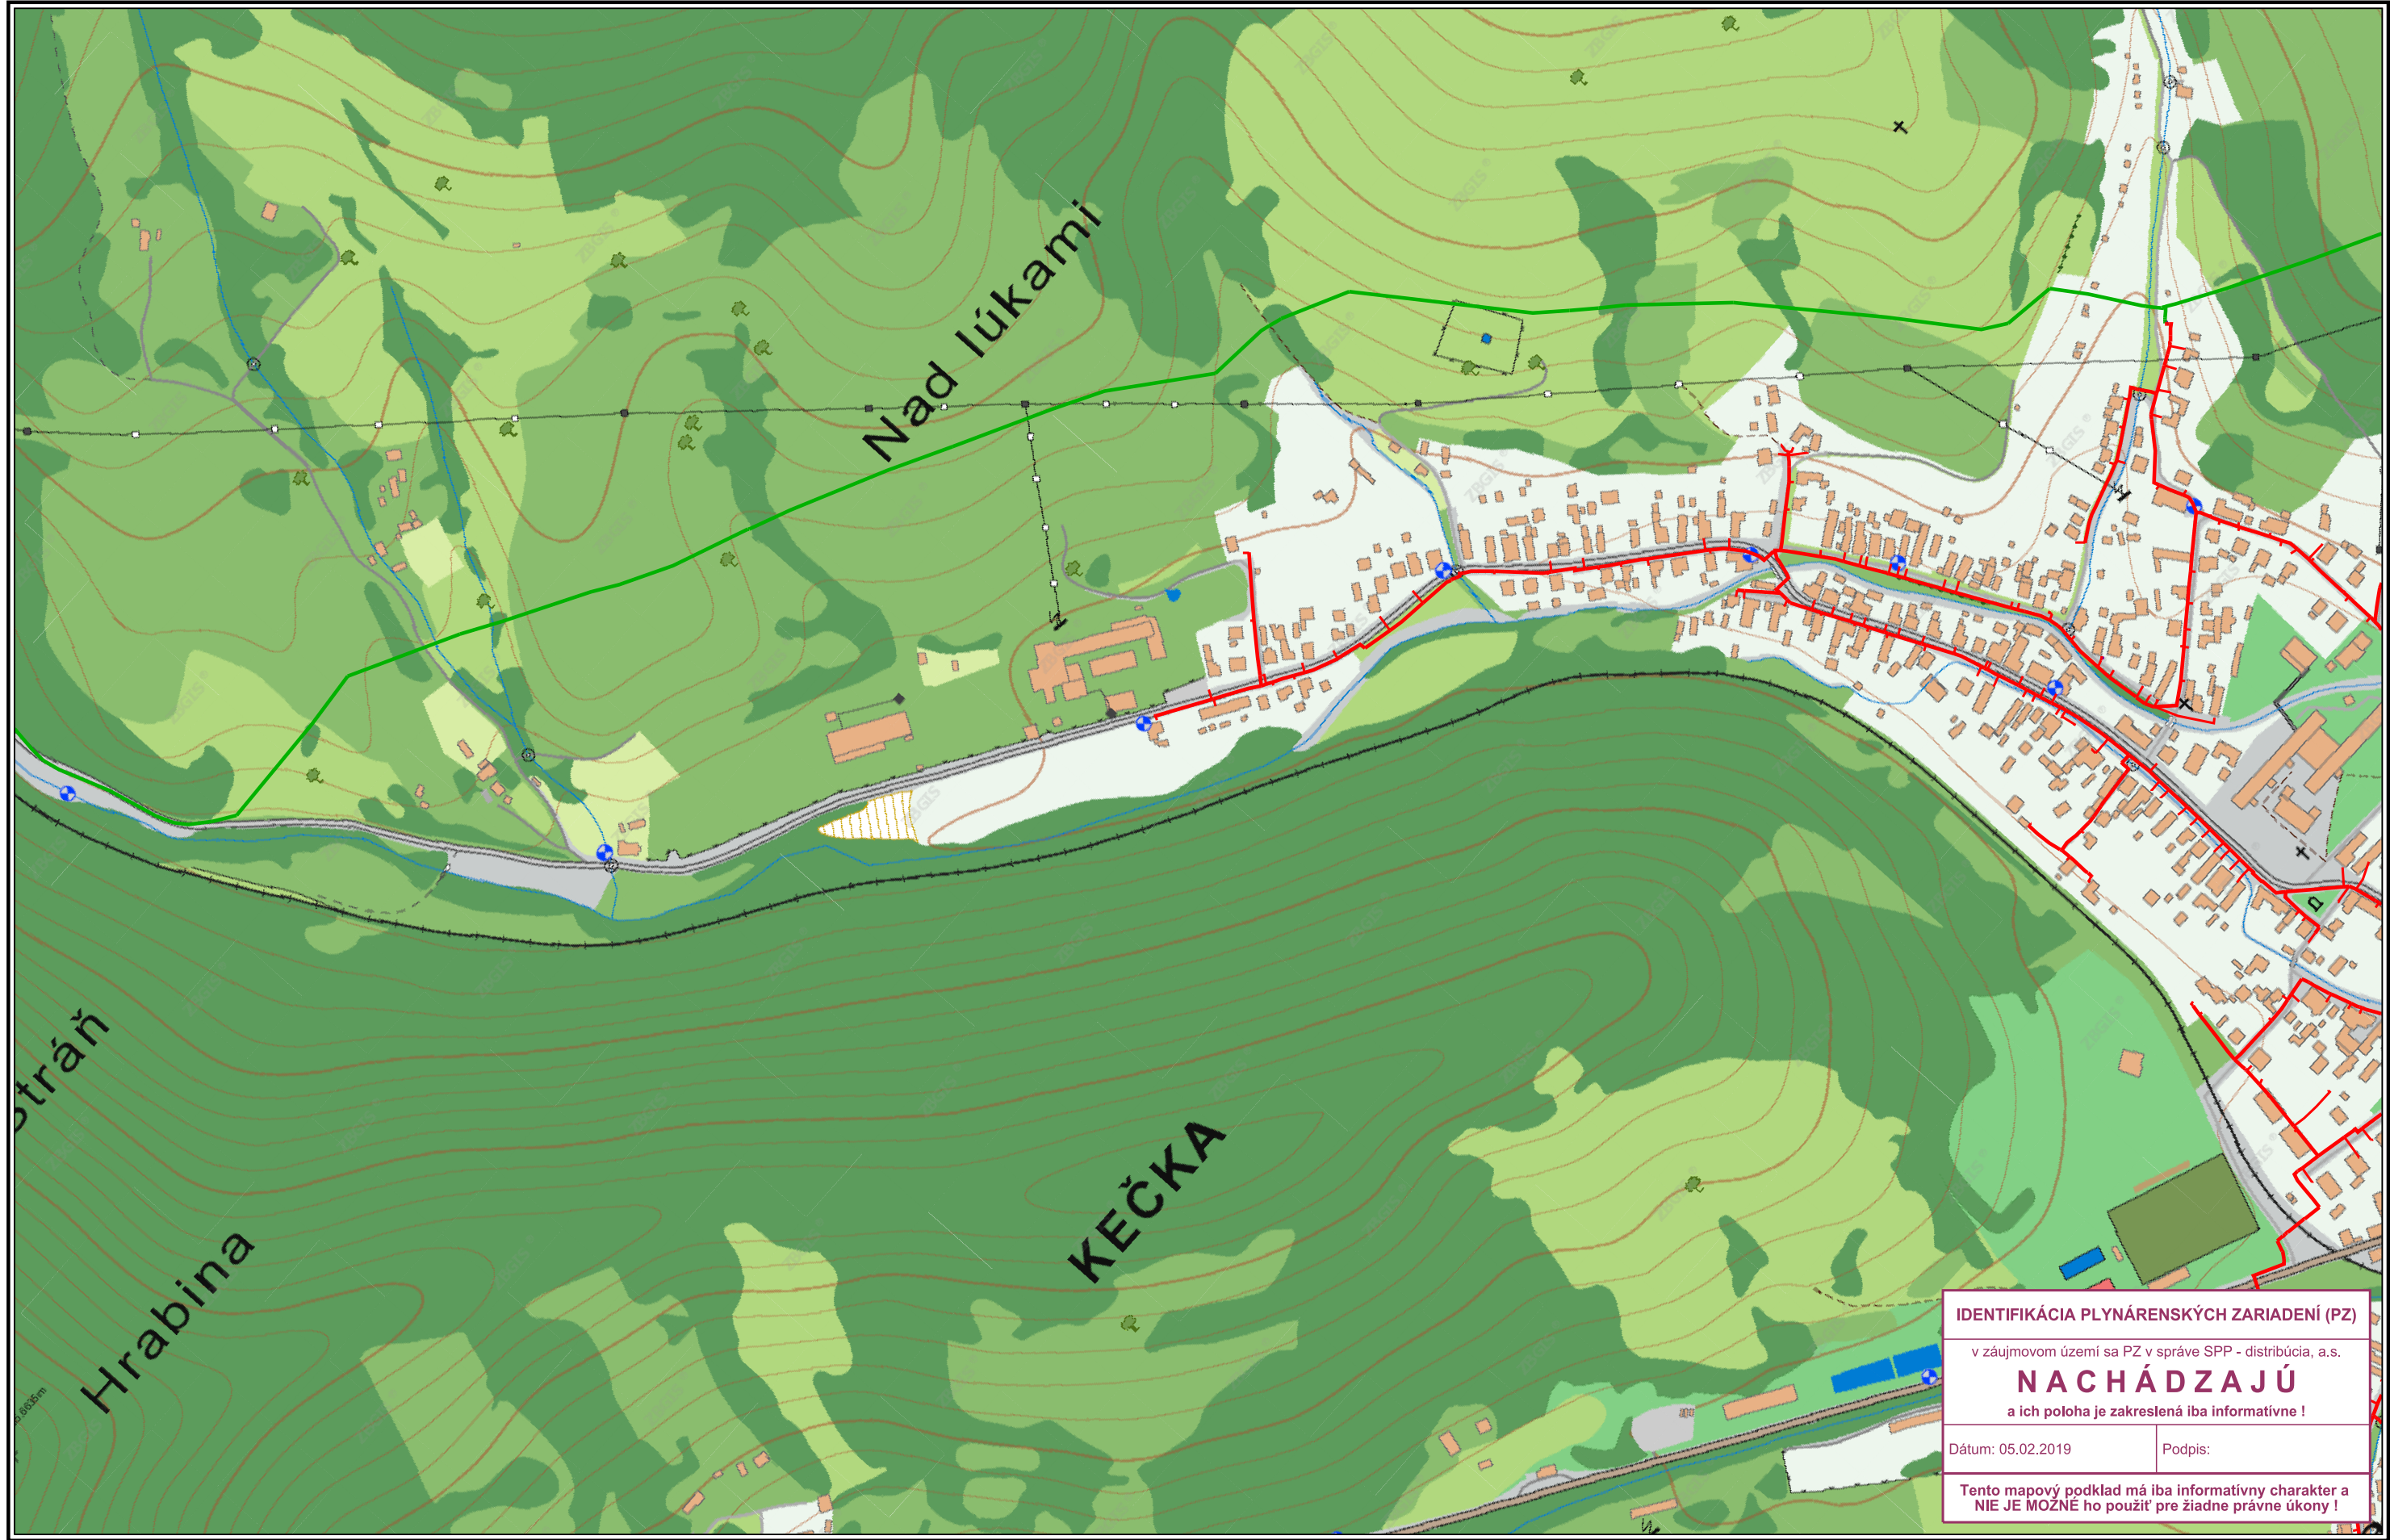 Nad lúkami
stráň
Hrabina
KEČKA
ZBGIS ®
IDENTIFIKÁCIA PLYNÁRENSKÝCH ZARIADENÍ (PZ)
v záujmovom území sa PZ v správe SPP - distribúcia, a.s.
NACHÁDZAJÚ
a ich poloha je zakreslená iba informatívne !
Dátum: 05.02.2019
Podpis:
Tento mapový podklad má iba informatívny charakter a
NIE JE MOŽNÉ ho použiť pre žiadne právne úkony !